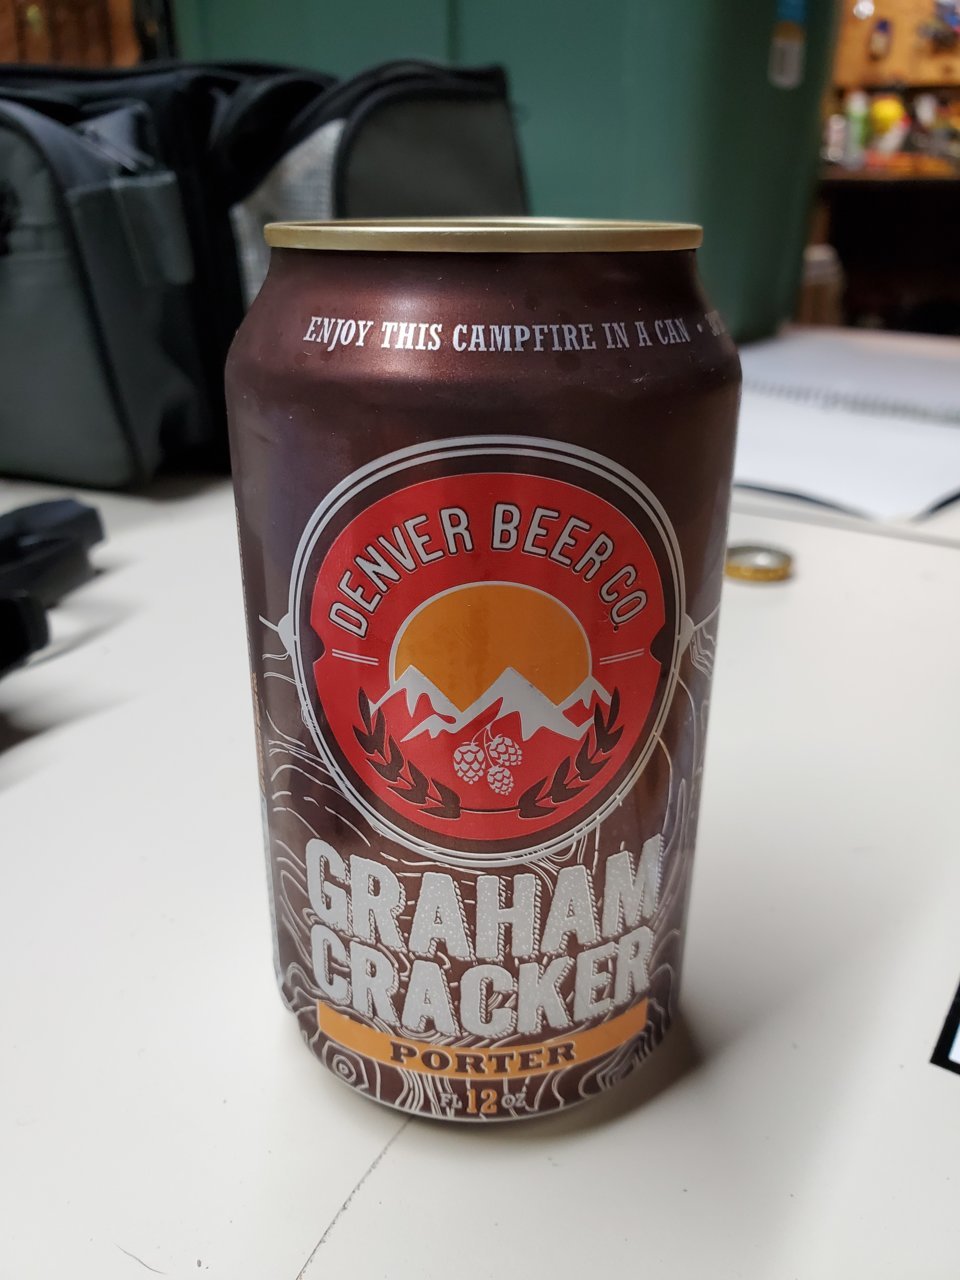 ENJOY THIS CAMPFIRE IN A CAN •
DENVER BEER CO.
GRAHAM
CRACKER
PORTER
FL 12 OZ